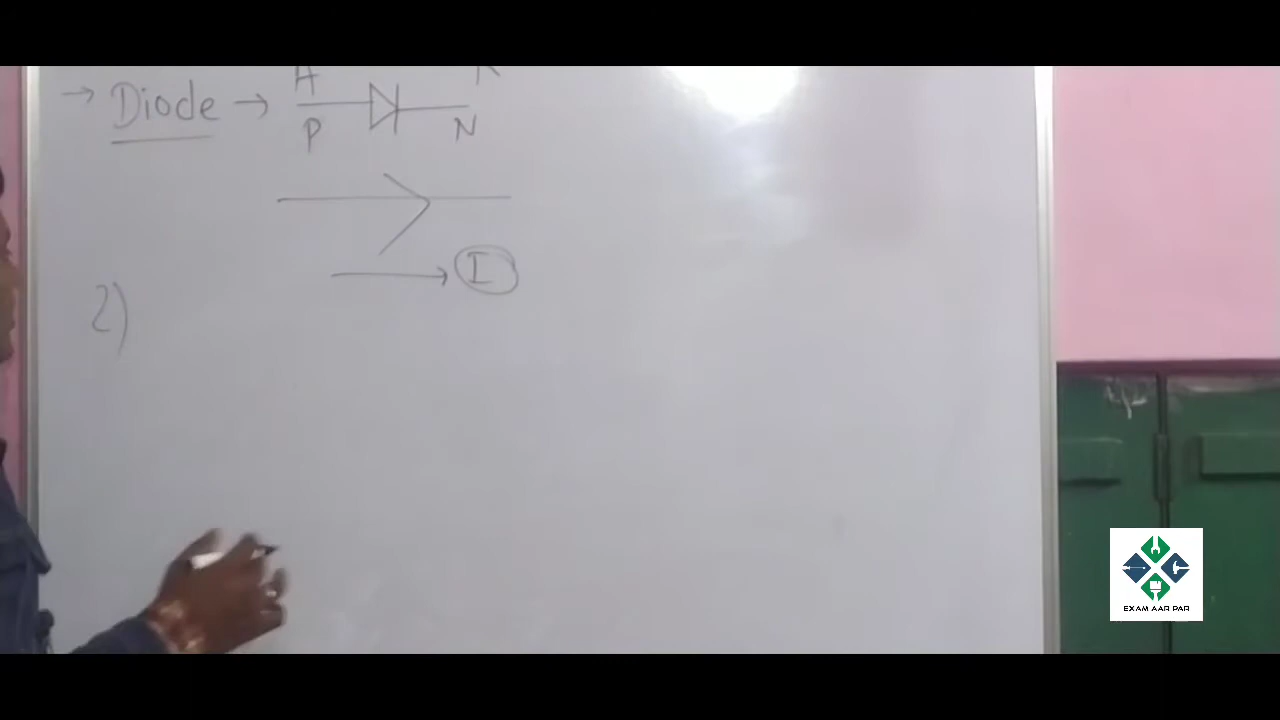 A K
→ Diode →
P N
→ I
2)
EXAM AAR PAR